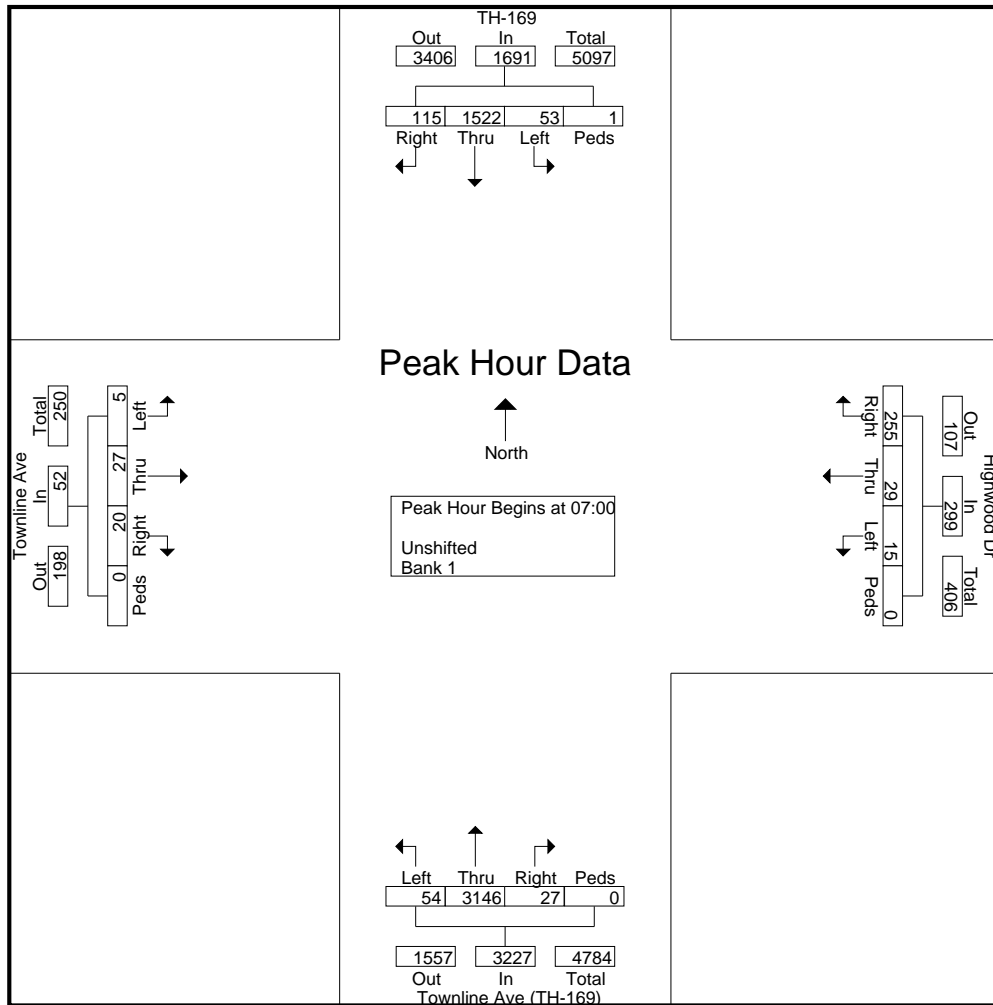 TH-169
Out In Total
3406 1691 5097
115 1522 53 1
Right Thru Left Peds
Peak Hour Data
North
Peak Hour Begins at 07:00
Unshifted
Bank 1
Townline Ave
Total In Out
250 52 198
5 27 20 0
Left Thru Right Peds
Highwood Dr
Out In Total
107 299 406
255 29 15 0
Right Thru Left Peds
Left Thru Right Peds
54 3146 27 0
1557 3227 4784
Out In Total
Townline Ave (TH-169)